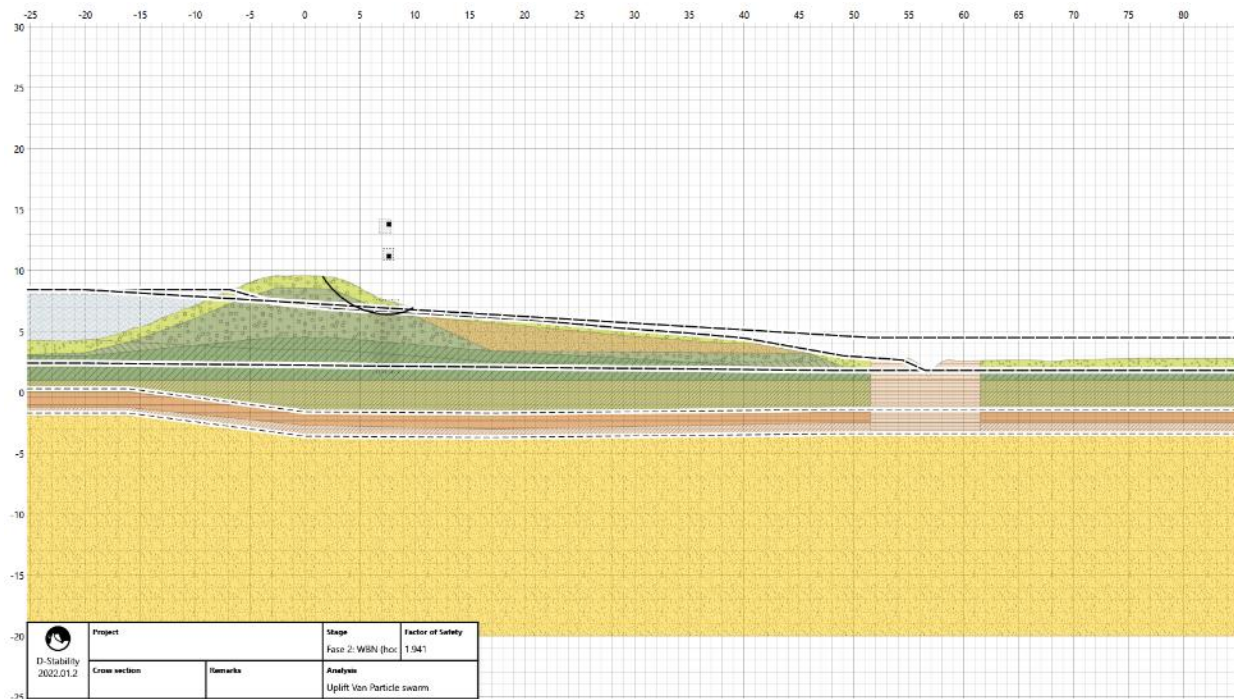 -25 -20 -15 -10 -5 0 5 10 15 20 25 30 35 40 45 50 55 60 65 70 75 80
30
25
20
15
10
5
0
-5
-10
-15
-20
-25
D-Stability
2022.01.2
Project
Stage
Fase 2: WBN (hoc
Factor of Safety
1.941
Cross section
Remarks
Analysis
Uplift Van Particle swarm